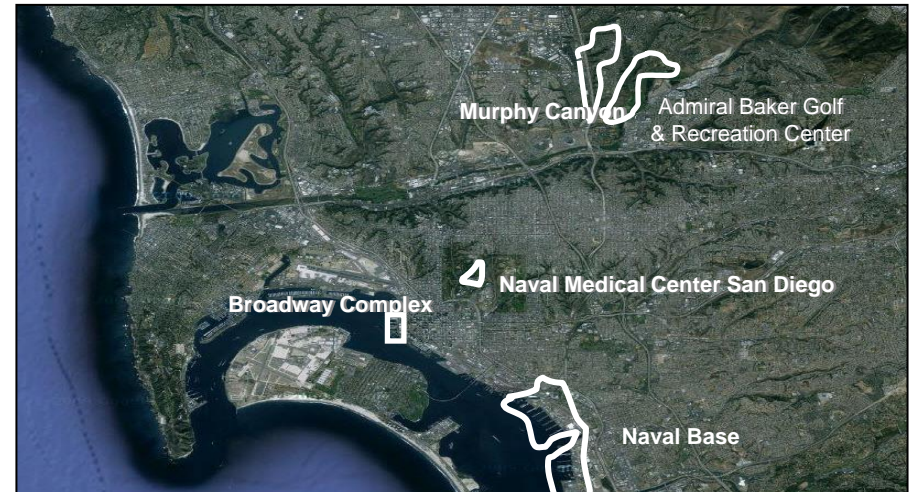 Murphy Canyon
Admiral Baker Golf
& Recreation Center
Naval Medical Center San Diego
Broadway Complex
Naval Base